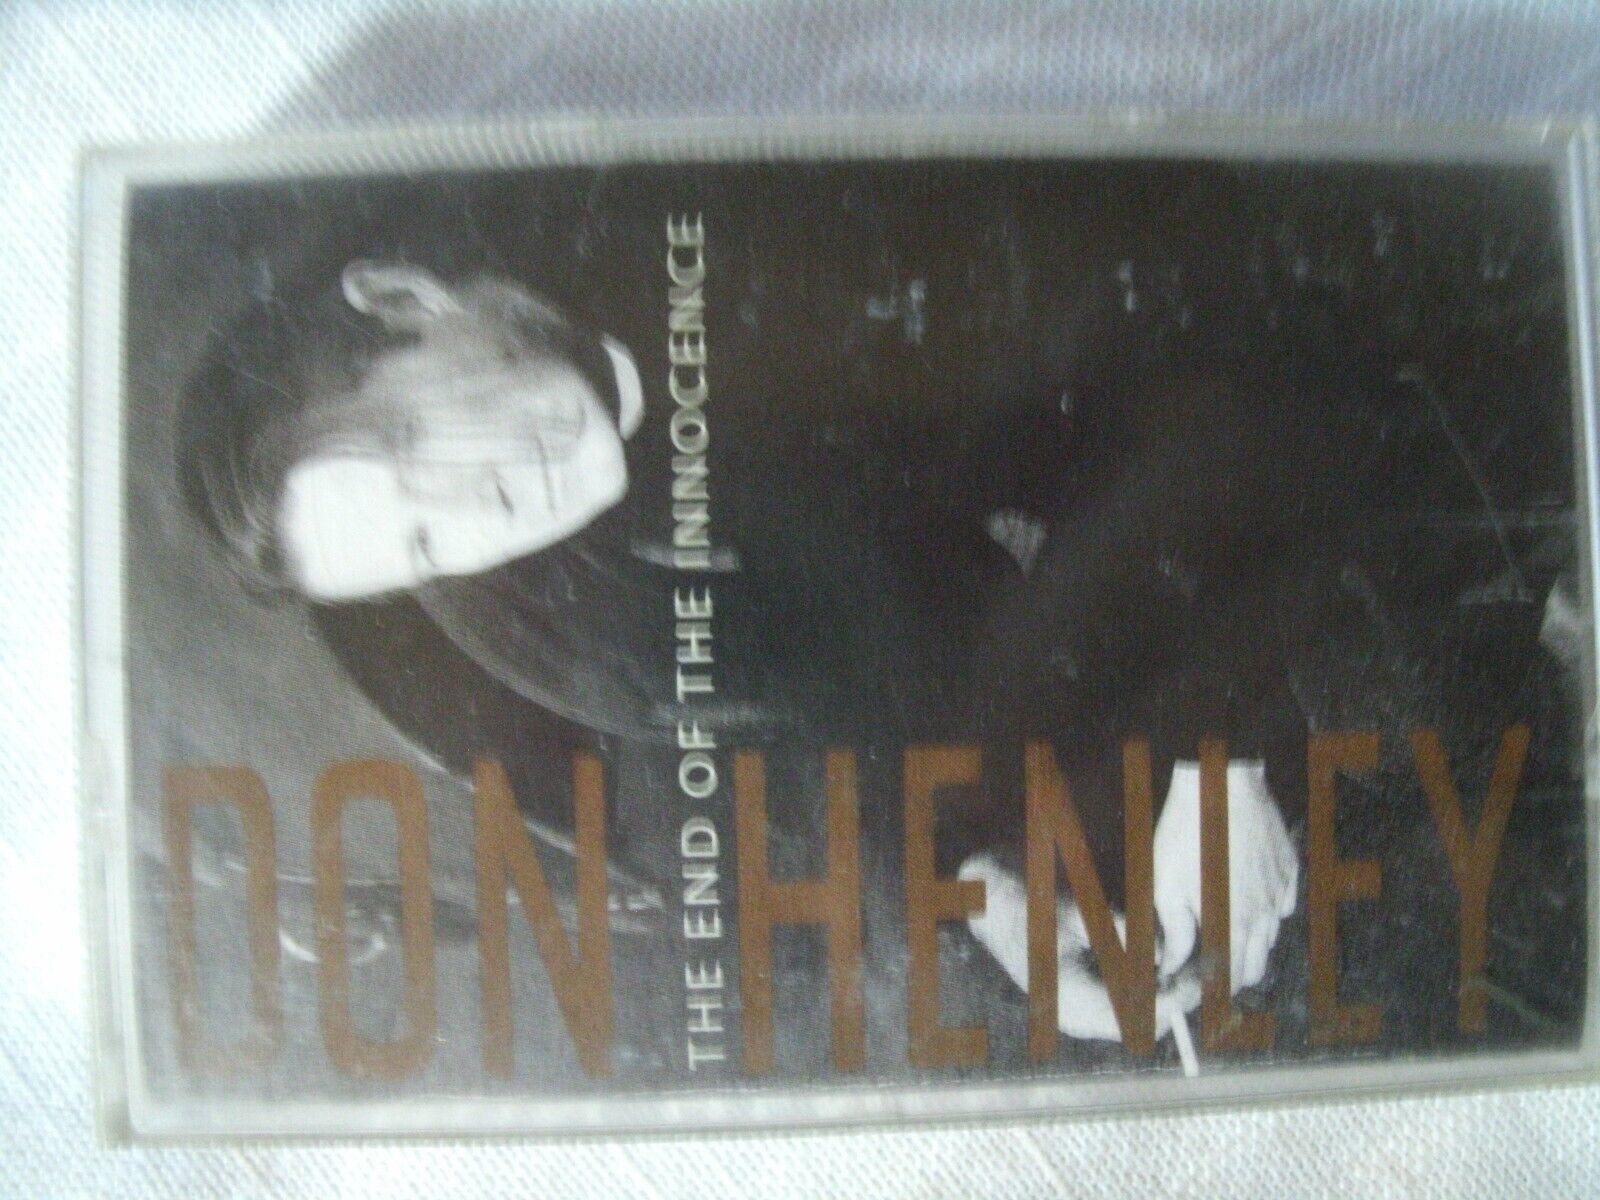 DON HENLEY
THE END OF THE INNOCENCE